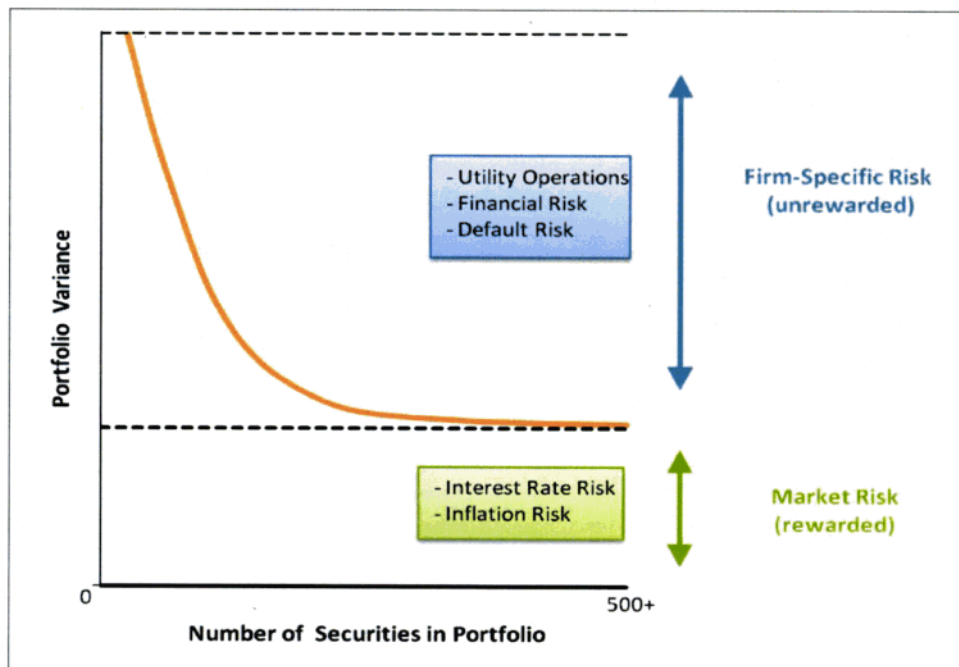 Portfolio Variance
- Utility Operations
- Financial Risk
- Default Risk
Firm-Specific Risk
(unrewarded)
- Interest Rate Risk
- Inflation Risk
Market Risk
(rewarded)
0
500+
Number of Securities in Portfolio